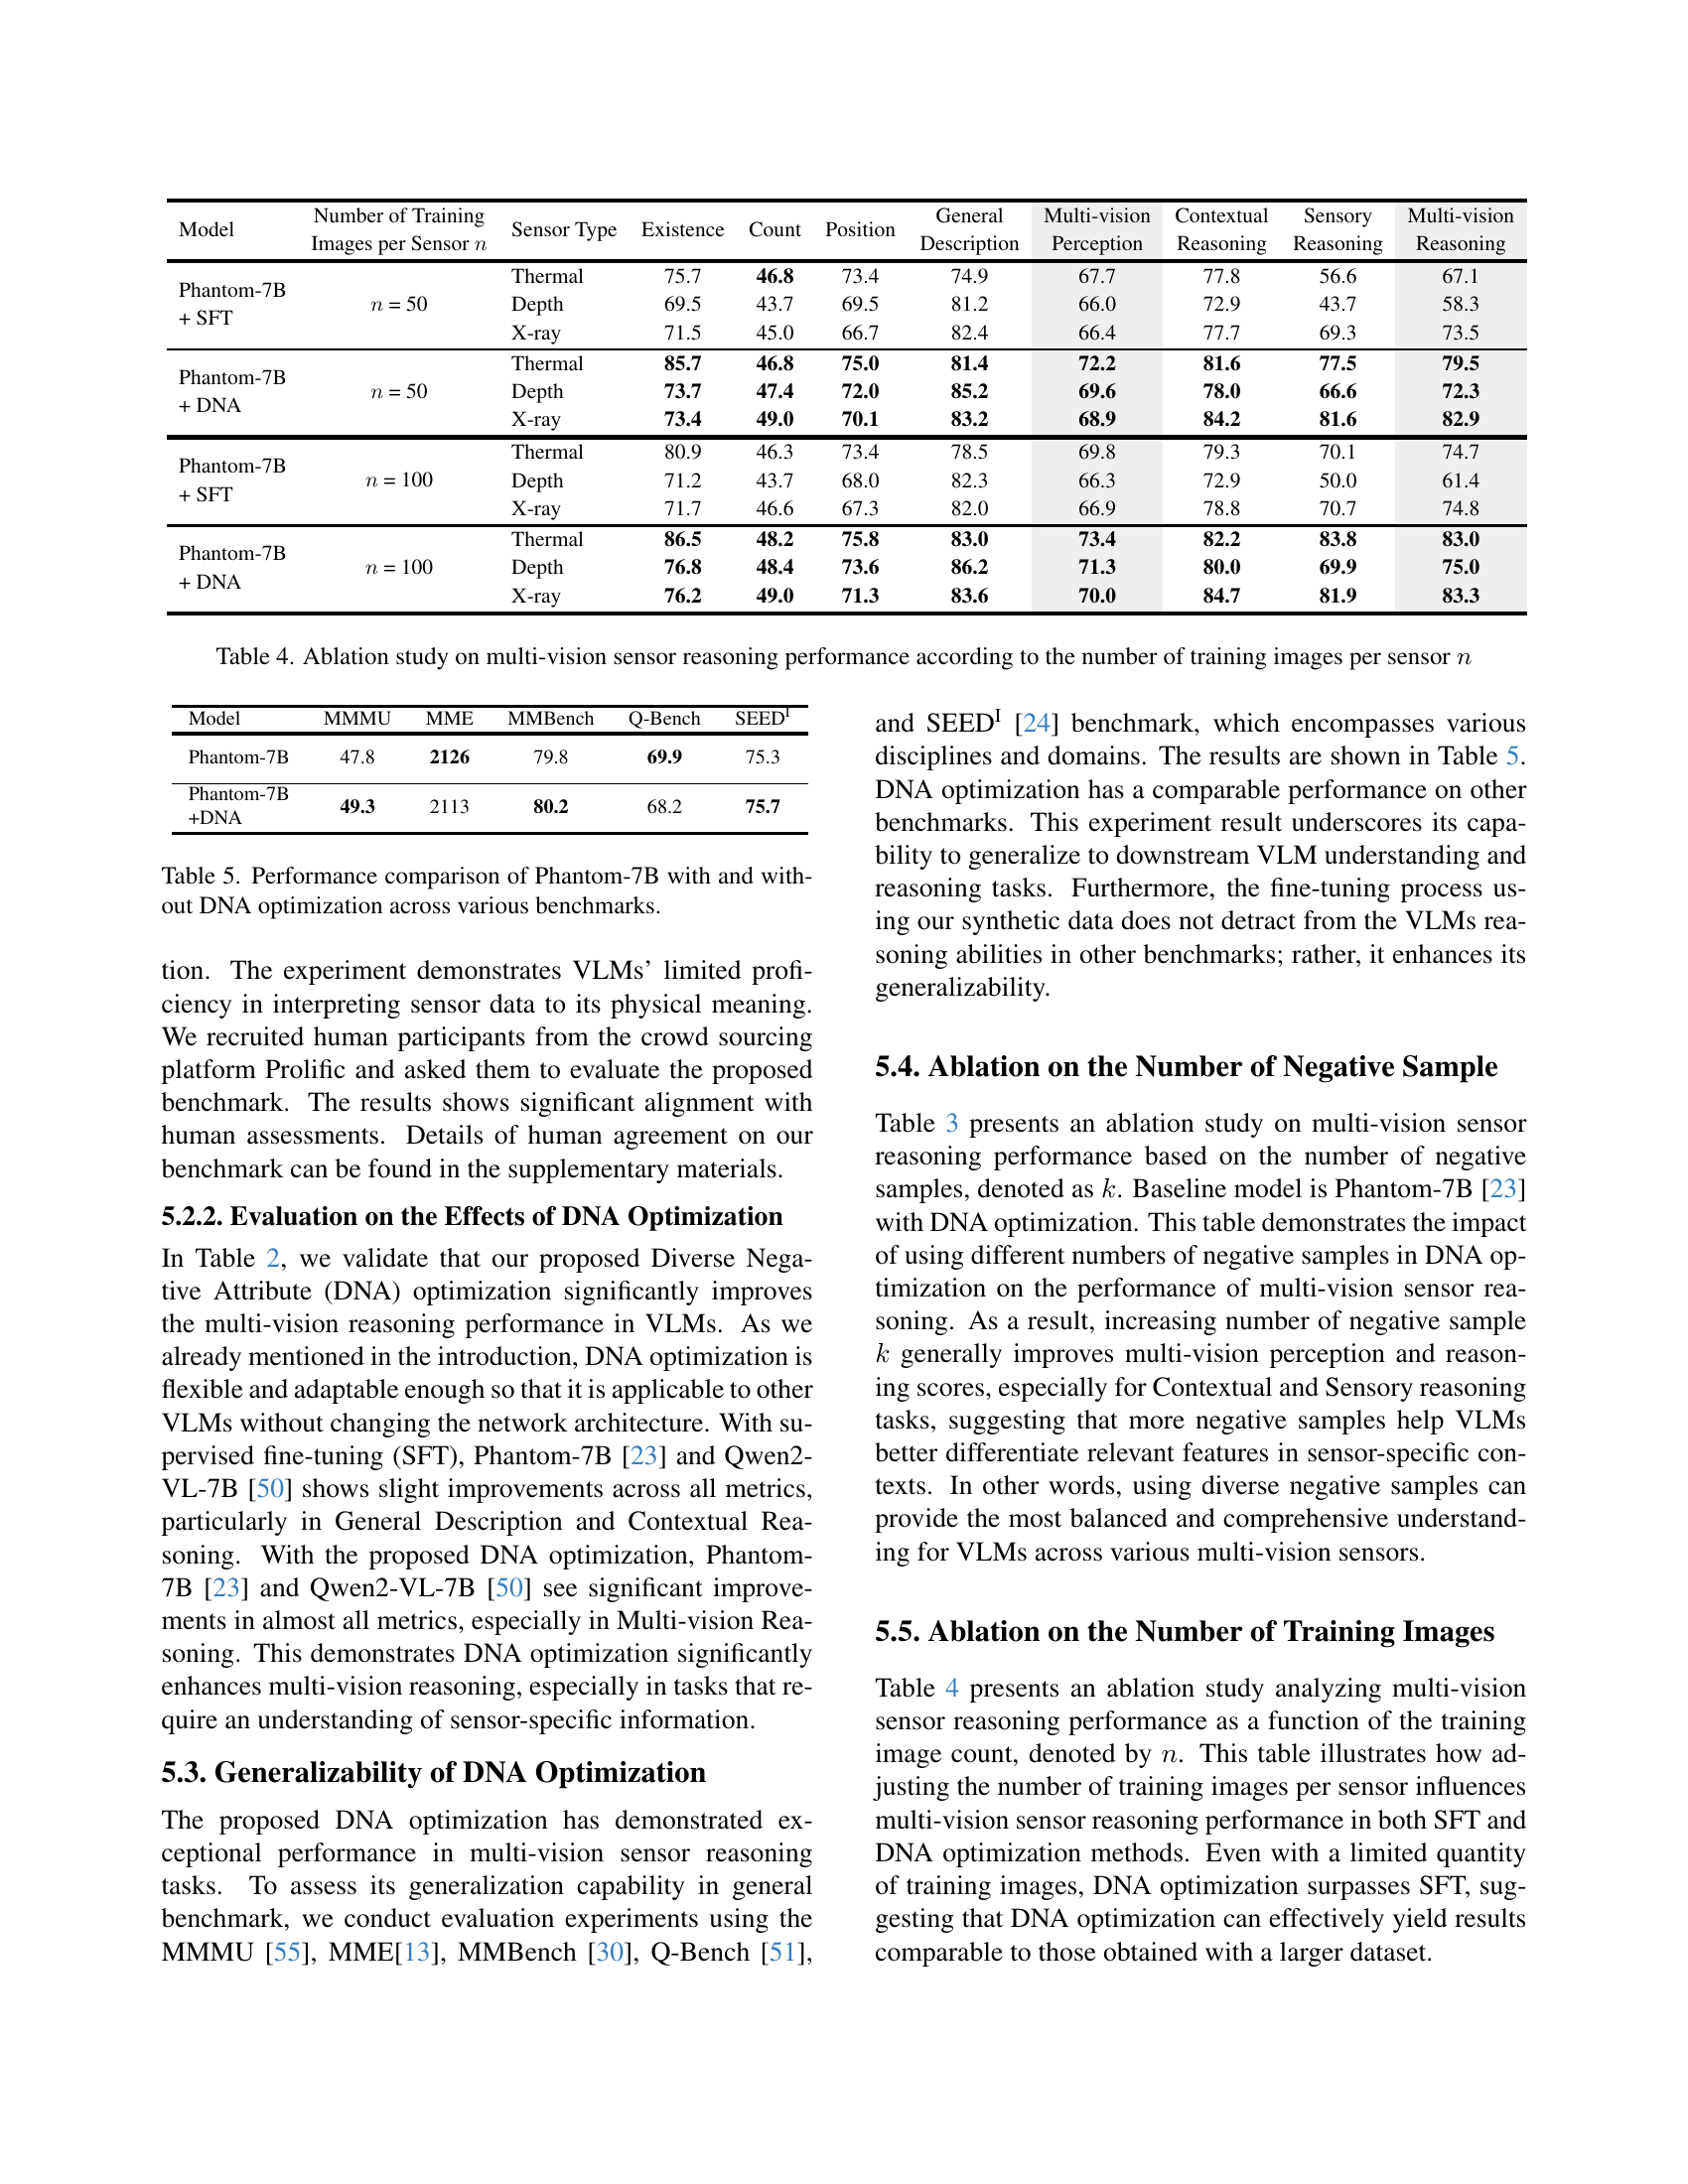 Model Number of Training Images per Sensor n Sensor Type Existence Count Position General Description Multi-vision Perception Contextual Reasoning Sensory Reasoning Multi-vision Reasoning
Phantom-7B + SFT n = 50 Thermal 75.7 46.8 73.4 74.9 67.7 77.8 56.6 67.1
Depth 69.5 43.7 69.5 81.2 66.0 72.9 43.7 58.3
X-ray 71.5 45.0 66.7 82.4 66.4 77.7 69.3 73.5
Phantom-7B + DNA n = 50 Thermal 85.7 46.8 75.0 81.4 72.2 81.6 77.5 79.5
Depth 73.7 47.4 72.0 85.2 69.6 78.0 66.6 72.3
X-ray 73.4 49.0 70.1 83.2 68.9 84.2 81.6 82.9
Phantom-7B + SFT n = 100 Thermal 80.9 46.3 73.4 78.5 69.8 79.3 70.1 74.7
Depth 71.2 43.7 68.0 82.3 66.3 72.9 50.0 61.4
X-ray 71.7 46.6 67.3 82.0 66.9 78.8 70.7 74.8
Phantom-7B + DNA n = 100 Thermal 86.5 48.2 75.8 83.0 73.4 82.2 83.8 83.0
Depth 76.8 48.4 73.6 86.2 71.3 80.0 69.9 75.0
X-ray 76.2 49.0 71.3 83.6 70.0 84.7 81.9 83.3
Table 4. Ablation study on multi-vision sensor reasoning performance according to the number of training images per sensor n
Model MMMU MME MMBench Q-Bench SEED^I
Phantom-7B 47.8 2126 79.8 69.9 75.3
Phantom-7B +DNA 49.3 2113 80.2 68.2 75.7
Table 5. Performance comparison of Phantom-7B with and with-
out DNA optimization across various benchmarks.
tion. The experiment demonstrates VLMs' limited profi-
ciency in interpreting sensor data to its physical meaning.
We recruited human participants from the crowd sourcing
platform Prolific and asked them to evaluate the proposed
benchmark. The results shows significant alignment with
human assessments. Details of human agreement on our
benchmark can be found in the supplementary materials.
5.2.2. Evaluation on the Effects of DNA Optimization
In Table 2, we validate that our proposed Diverse Nega-
tive Attribute (DNA) optimization significantly improves
the multi-vision reasoning performance in VLMs. As we
already mentioned in the introduction, DNA optimization is
flexible and adaptable enough so that it is applicable to other
VLMs without changing the network architecture. With su-
pervised fine-tuning (SFT), Phantom-7B [23] and Qwen2-
VL-7B [50] shows slight improvements across all metrics,
particularly in General Description and Contextual Rea-
soning. With the proposed DNA optimization, Phantom-
7B [23] and Qwen2-VL-7B [50] see significant improve-
ments in almost all metrics, especially in Multi-vision Rea-
soning. This demonstrates DNA optimization significantly
enhances multi-vision reasoning, especially in tasks that re-
quire an understanding of sensor-specific information.
5.3. Generalizability of DNA Optimization
The proposed DNA optimization has demonstrated ex-
ceptional performance in multi-vision sensor reasoning
tasks. To assess its generalization capability in general
benchmark, we conduct evaluation experiments using the
MMMU [55], MME[13], MMBench [30], Q-Bench [51],
and SEED^I [24] benchmark, which encompasses various
disciplines and domains. The results are shown in Table 5.
DNA optimization has a comparable performance on other
benchmarks. This experiment result underscores its capa-
bility to generalize to downstream VLM understanding and
reasoning tasks. Furthermore, the fine-tuning process us-
ing our synthetic data does not detract from the VLMs rea-
soning abilities in other benchmarks; rather, it enhances its
generalizability.
5.4. Ablation on the Number of Negative Sample
Table 3 presents an ablation study on multi-vision sensor
reasoning performance based on the number of negative
samples, denoted as k. Baseline model is Phantom-7B [23]
with DNA optimization. This table demonstrates the impact
of using different numbers of negative samples in DNA op-
timization on the performance of multi-vision sensor rea-
soning. As a result, increasing number of negative sample
k generally improves multi-vision perception and reason-
ing scores, especially for Contextual and Sensory reasoning
tasks, suggesting that more negative samples help VLMs
better differentiate relevant features in sensor-specific con-
texts. In other words, using diverse negative samples can
provide the most balanced and comprehensive understand-
ing for VLMs across various multi-vision sensors.
5.5. Ablation on the Number of Training Images
Table 4 presents an ablation study analyzing multi-vision
sensor reasoning performance as a function of the training
image count, denoted by n. This table illustrates how ad-
justing the number of training images per sensor influences
multi-vision sensor reasoning performance in both SFT and
DNA optimization methods. Even with a limited quantity
of training images, DNA optimization surpasses SFT, sug-
gesting that DNA optimization can effectively yield results
comparable to those obtained with a larger dataset.